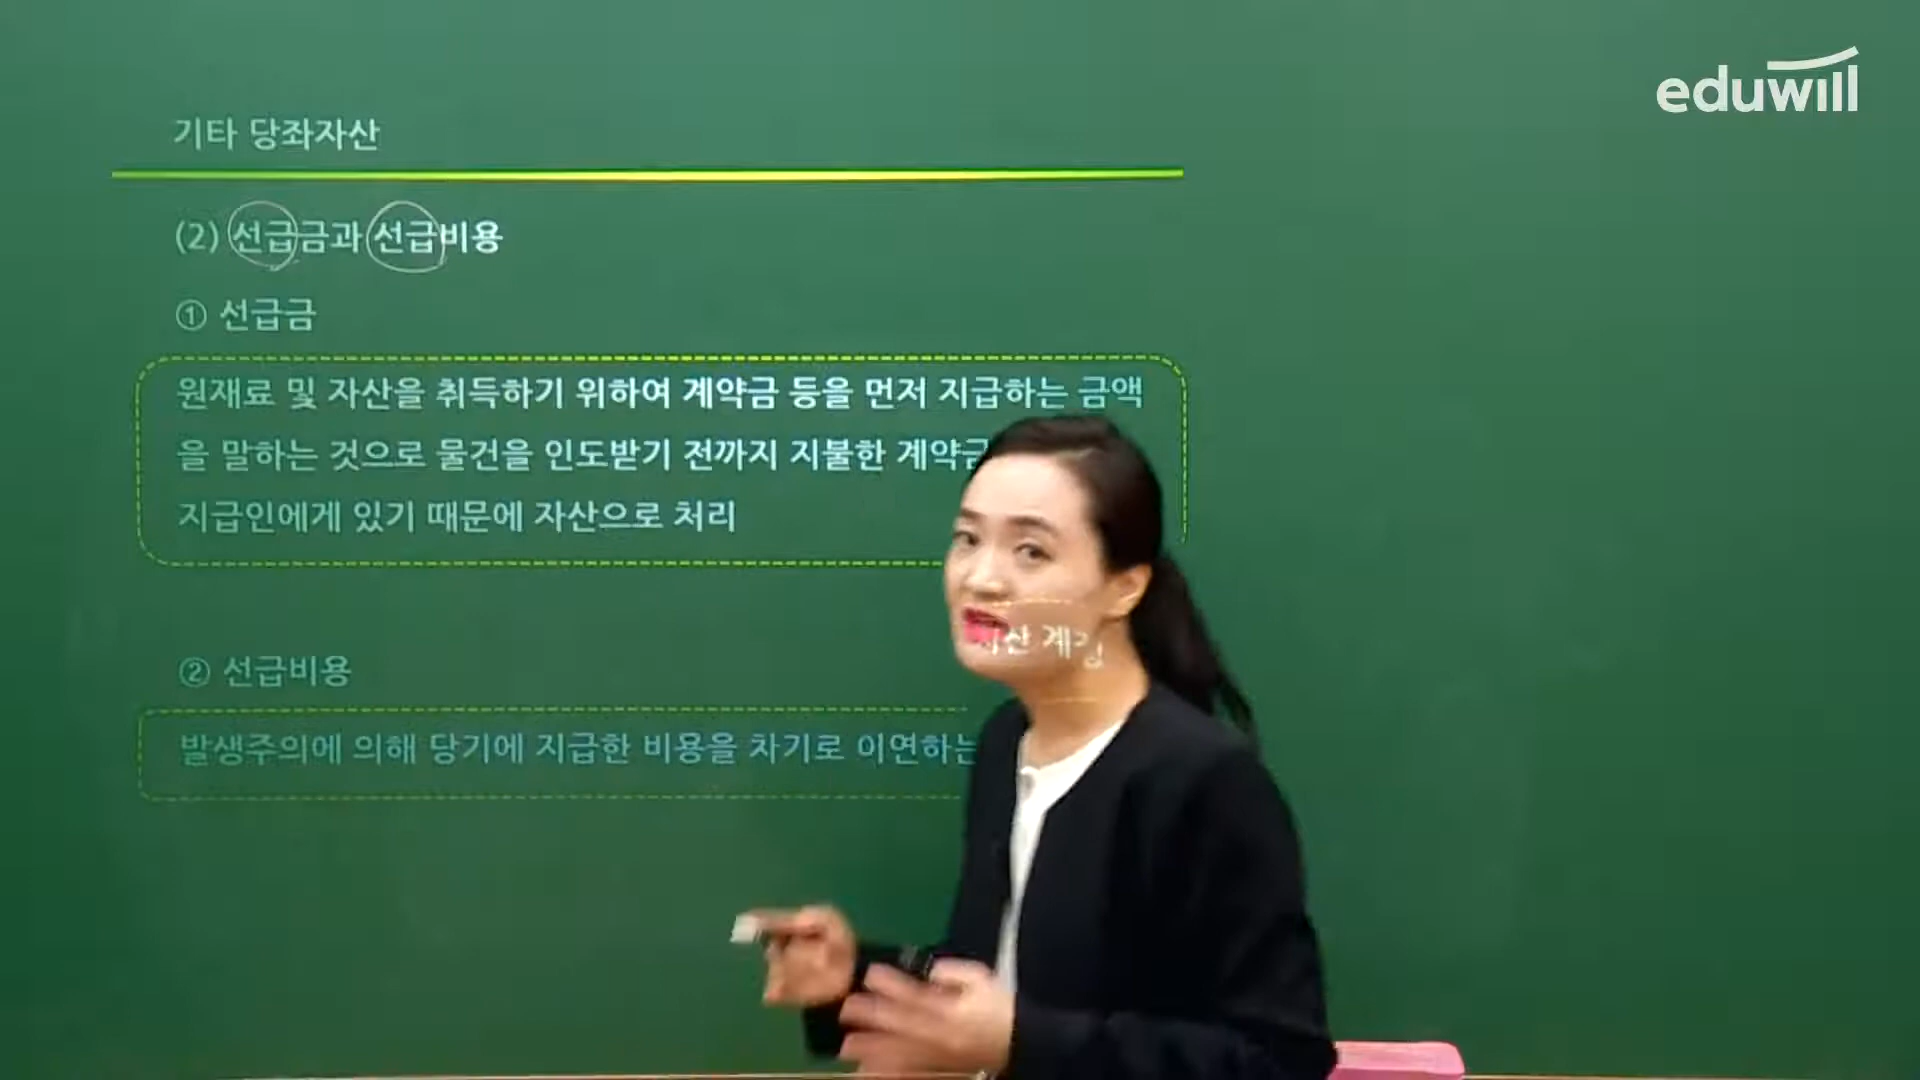 eduwill
기타 당좌자산
(2) 선급금과 선급비용
① 선급금
원재료 및 자산을 취득하기 위하여 계약금 등을 먼저 지급하는 금액
을 말하는 것으로 물건을 인도받기 전까지 지불한 계약금
지급인에게 있기 때문에 자산으로 처리
② 선급비용
발생주의에 의해 당기에 지급한 비용을 차기로 이연하는